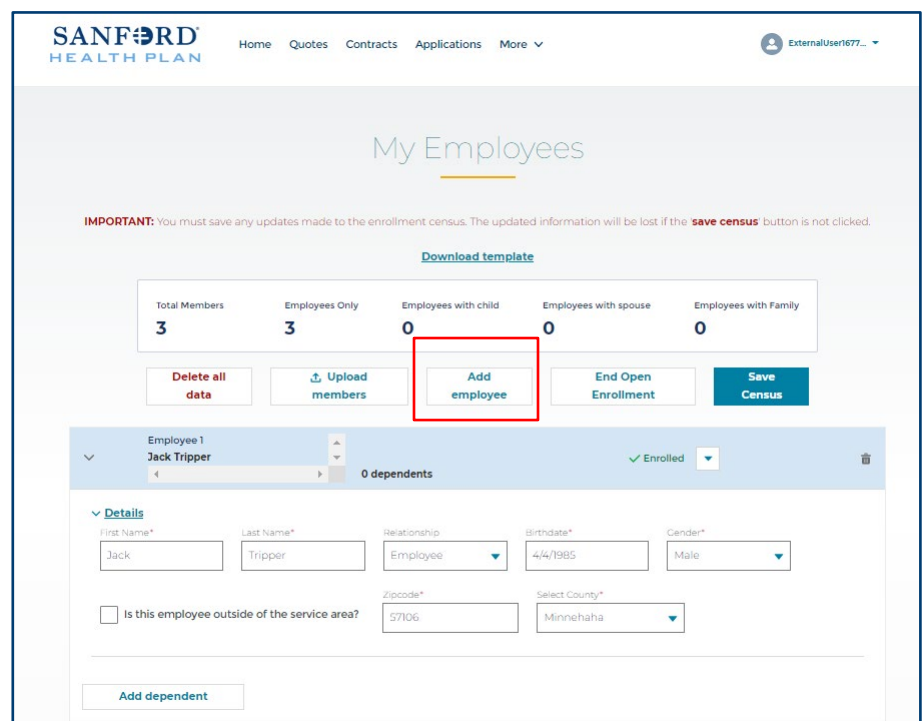 SANFORD
HEALTH PLAN
Home Quotes Contracts Applications More
ExternalUser1677...
My Employees
IMPORTANT: You must save any updates made to the enrollment census. The updated information will be lost if the 'save census' button is not clicked.
Download template
Total Members Employees Only Employees with child Employees with spouse Employees with Family
3 3 0 0 0
Delete all data
Upload members
Add employee
End Open Enrollment
Save Census
Employee 1
Jack Tripper
0 dependents
Enrolled
Details
First Name* Last Name* Relationship Birthdate* Gender*
Jack Tripper Employee 4/4/1985 Male
Zipcode* Select County*
Is this employee outside of the service area? 57106 Minnehaha
Add dependent